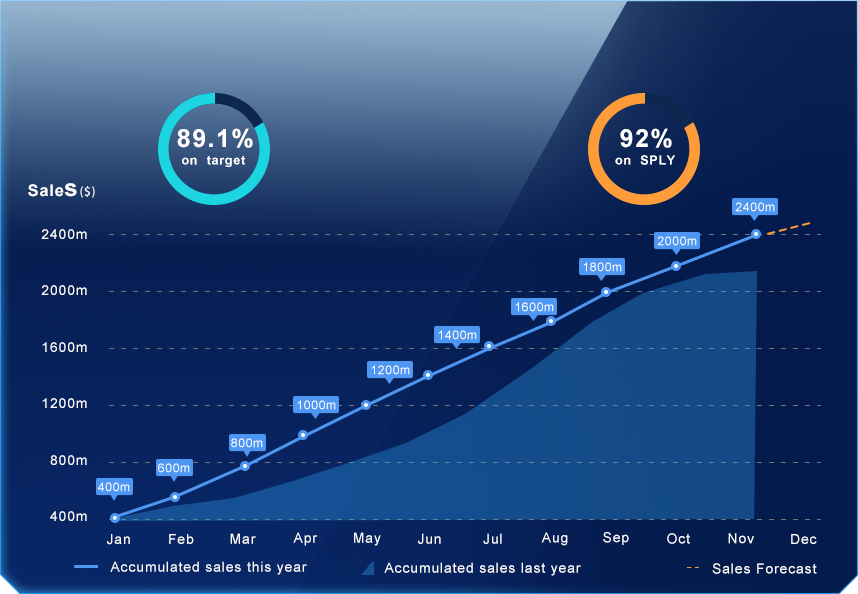 89.1%
on target
92%
on SPLY
SaleS ($)
2400m
2400m
2000m
1800m
2000m
1600m
1400m
1600m
1200m
1000m
1200m
800m
600m
800m
400m
400m
Jan Feb Mar Apr May Jun Jul Aug Sep Oct Nov Dec
Accumulated sales this year Accumulated sales last year Sales Forecast